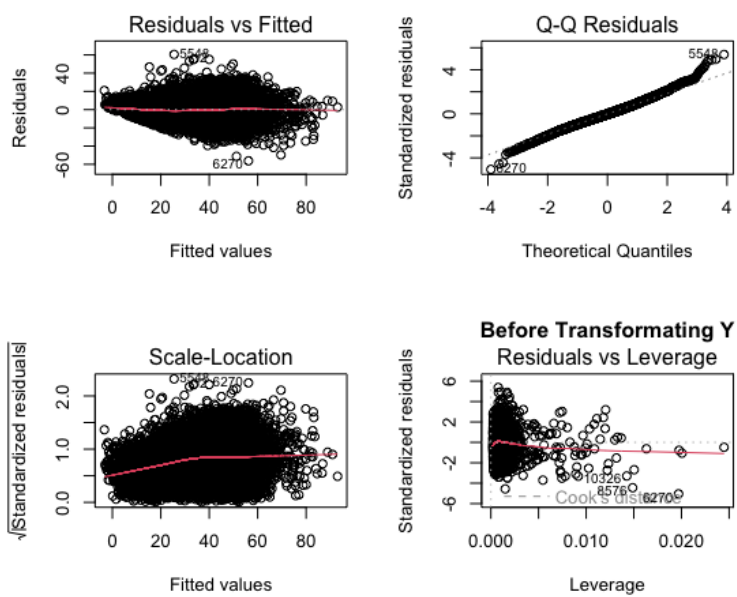 Residuals vs Fitted
Residuals
40
0
-60
5548
6270
0 20 40 60 80
Fitted values
Q-Q Residuals
Standardized residuals
4
0
-4
5548
6270
-4 -2 0 2 4
Theoretical Quantiles
Scale-Location
√|Standardized residuals|
2.0
1.0
0.0
5548 6270
0 20 40 60 80
Fitted values
Before Transformating Y
Residuals vs Leverage
Standardized residuals
6
2
-2
-6
10326
8576
6270
Cook's distance
0.000 0.010 0.020
Leverage